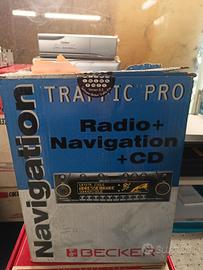 TRAFFIC PRO
Radio+
Navigation
+CD
Navigation
BECKER